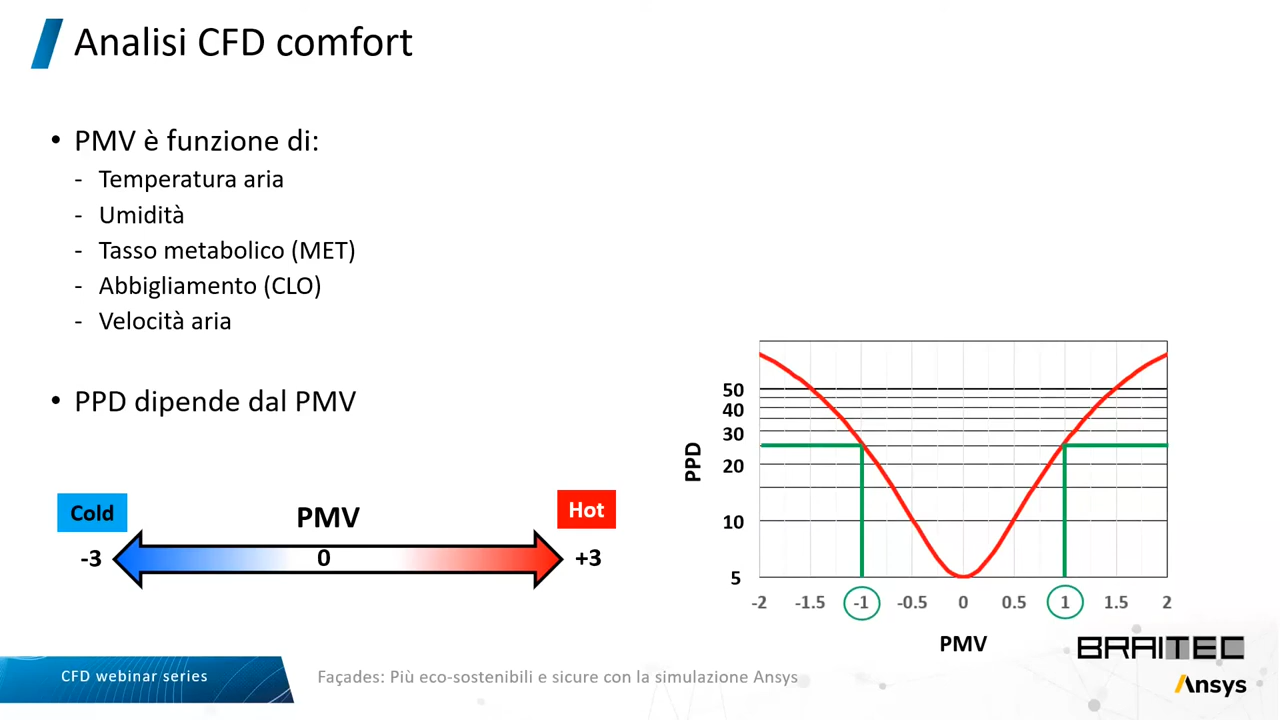 Analisi CFD comfort
• PMV è funzione di:
- Temperatura aria
- Umidità
- Tasso metabolico (MET)
- Abbigliamento (CLO)
- Velocità aria
• PPD dipende dal PMV
Cold
PMV
Hot
-3
0
+3
PPD
50
40
30
20
10
5
-2 -1.5 -1 -0.5 0 0.5 1 1.5 2
PMV
BRAITEC
Ansys
CFD webinar series
Façades: Più eco-sostenibili e sicure con la simulazione Ansys